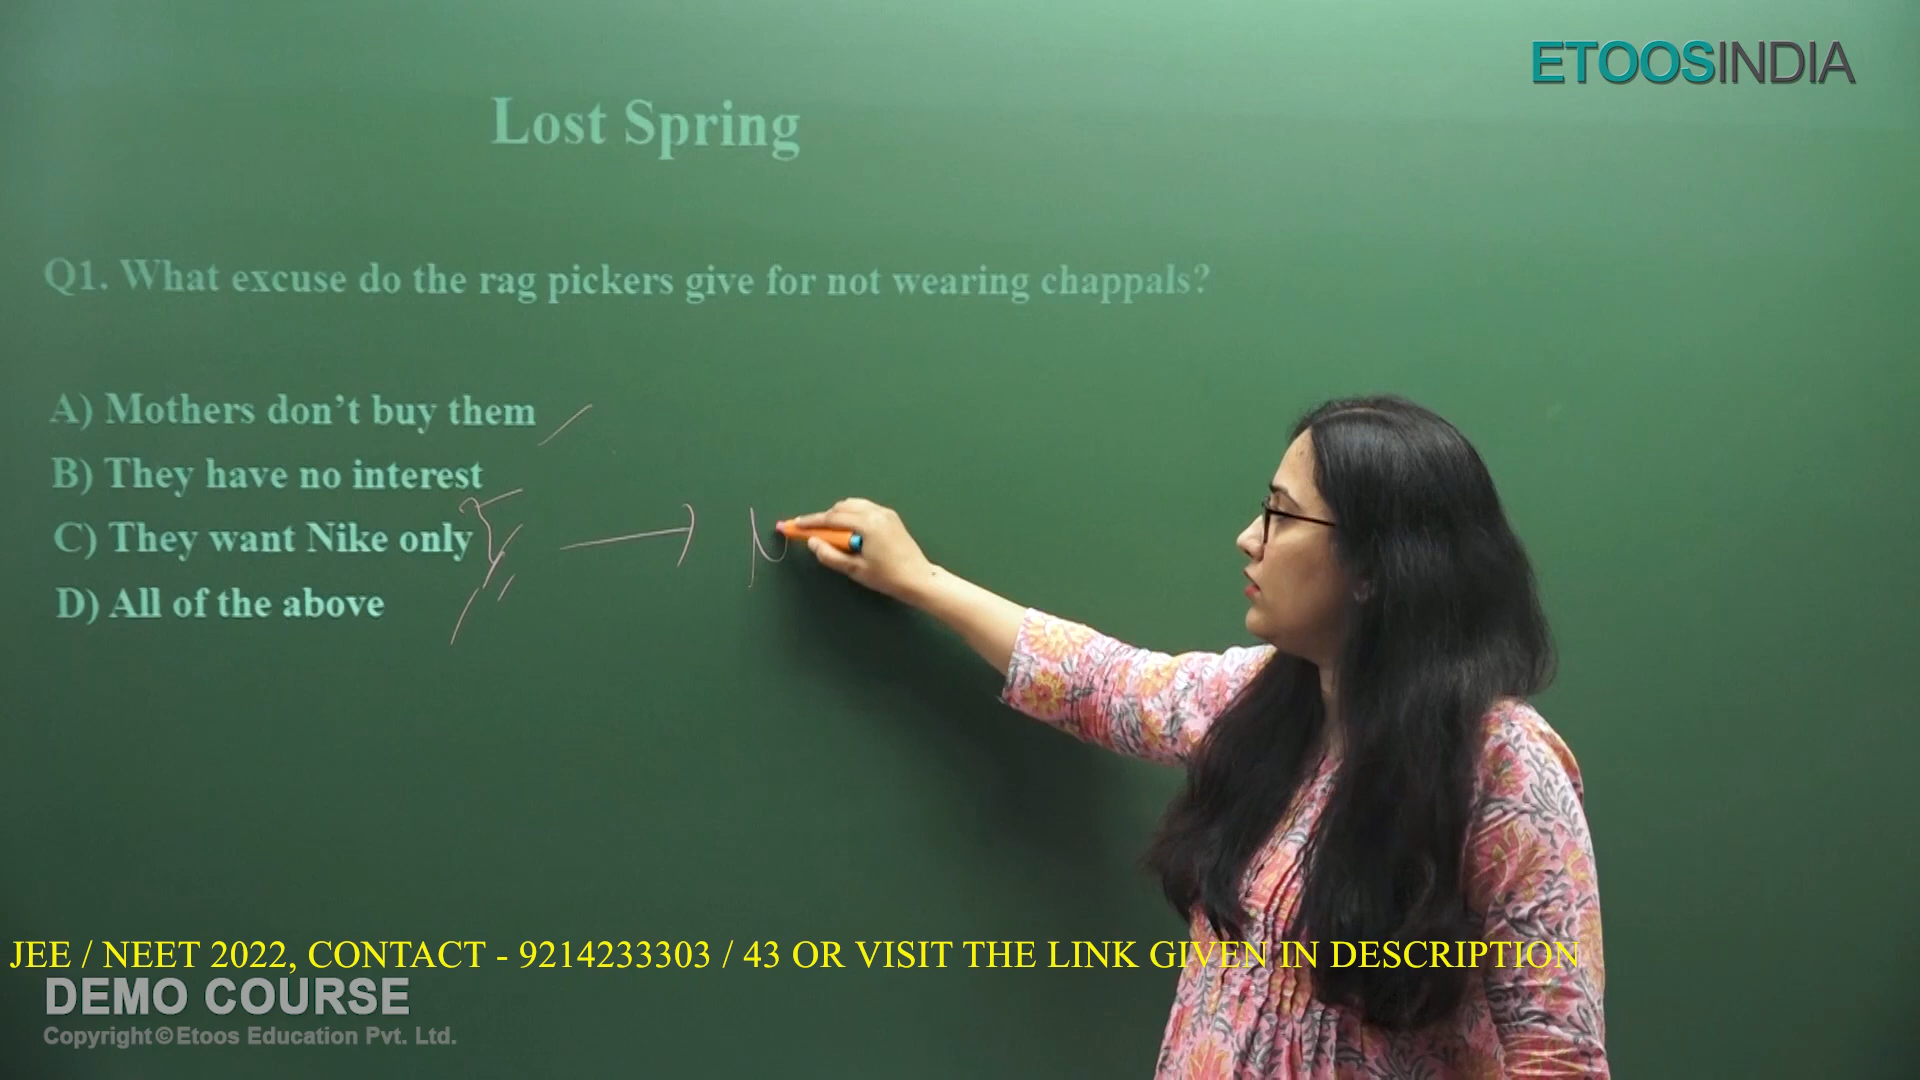 ETOOSINDIA
Lost Spring
Q1. What excuse do the rag pickers give for not wearing chappals?
A) Mothers don't buy them
B) They have no interest
C) They want Nike only
D) All of the above
N
JEE / NEET 2022, CONTACT - 9214233303 / 43 OR VISIT THE LINK GIVEN IN DESCRIPTION
DEMO COURSE
Copyright © Etoos Education Pvt. Ltd.